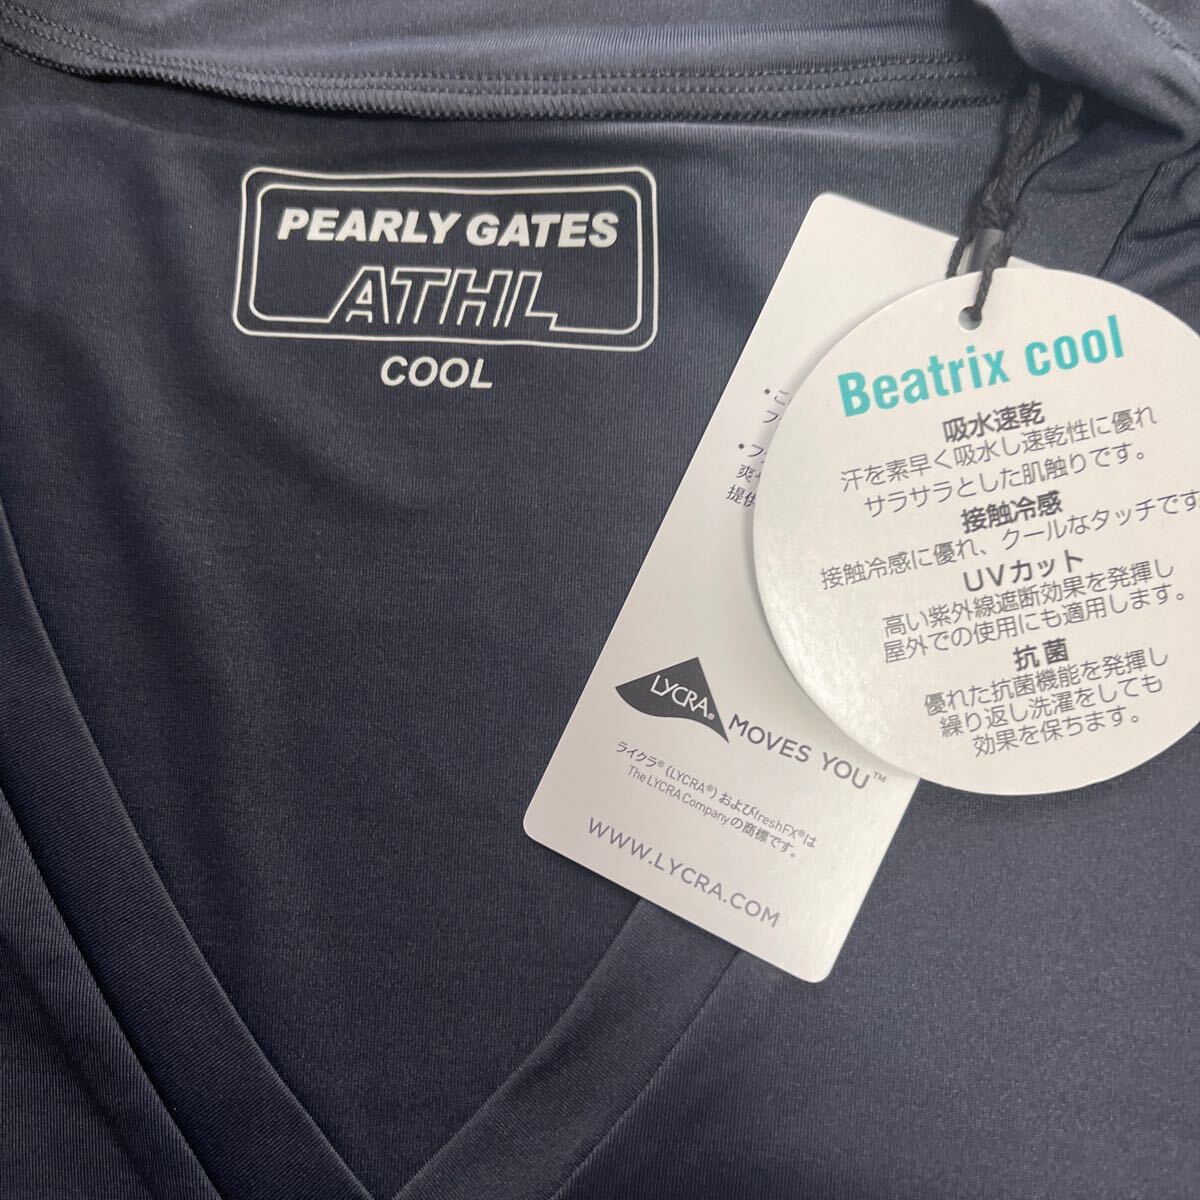 PEARLY GATES
ATHL
COOL
Beatrix cool
吸水速乾
汗を素早く吸水し速乾性に優れ
サラサラとした肌触りです。
接触冷感
接触冷感に優れ、クールなタッチです
UVカット
高い紫外線遮断効果を発揮し
屋外での使用にも適用します。
抗菌
優れた抗菌機能を発揮し
繰り返し洗濯をしても
効果を保ちます。
LYCRA® MOVES YOU™
ライクラ®(LYCRA®)およびfreshFX®は
The LYCRA Companyの商標です。
WWW.LYCRA.COM